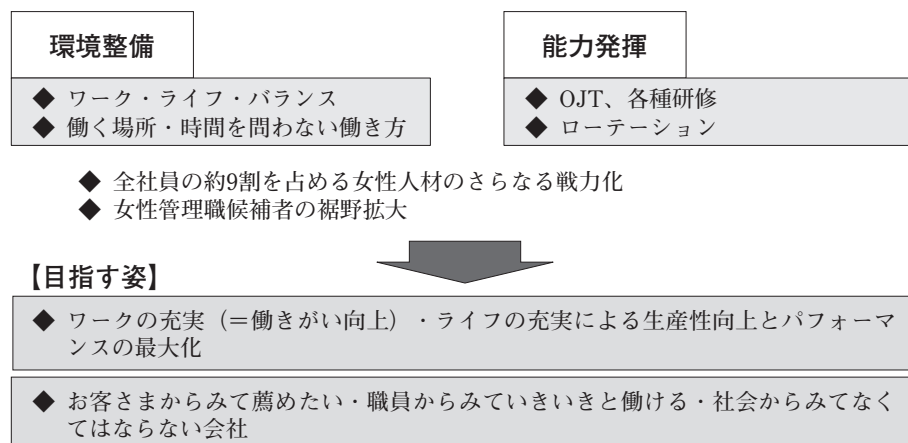 環境整備
◆ ワーク・ライフ・バランス
◆ 働く場所・時間を問わない働き方
能力発揮
◆ OJT、各種研修
◆ ローテーション
◆ 全社員の約9割を占める女性人材のさらなる戦力化
◆ 女性管理職候補者の裾野拡大
【目指す姿】
◆ ワークの充実（＝働きがい向上）・ライフの充実による生産性向上とパフォーマ
ンスの最大化
◆ お客さまからみて薦めたい・職員からみていきいきと働ける・社会からみてなく
てはならない会社